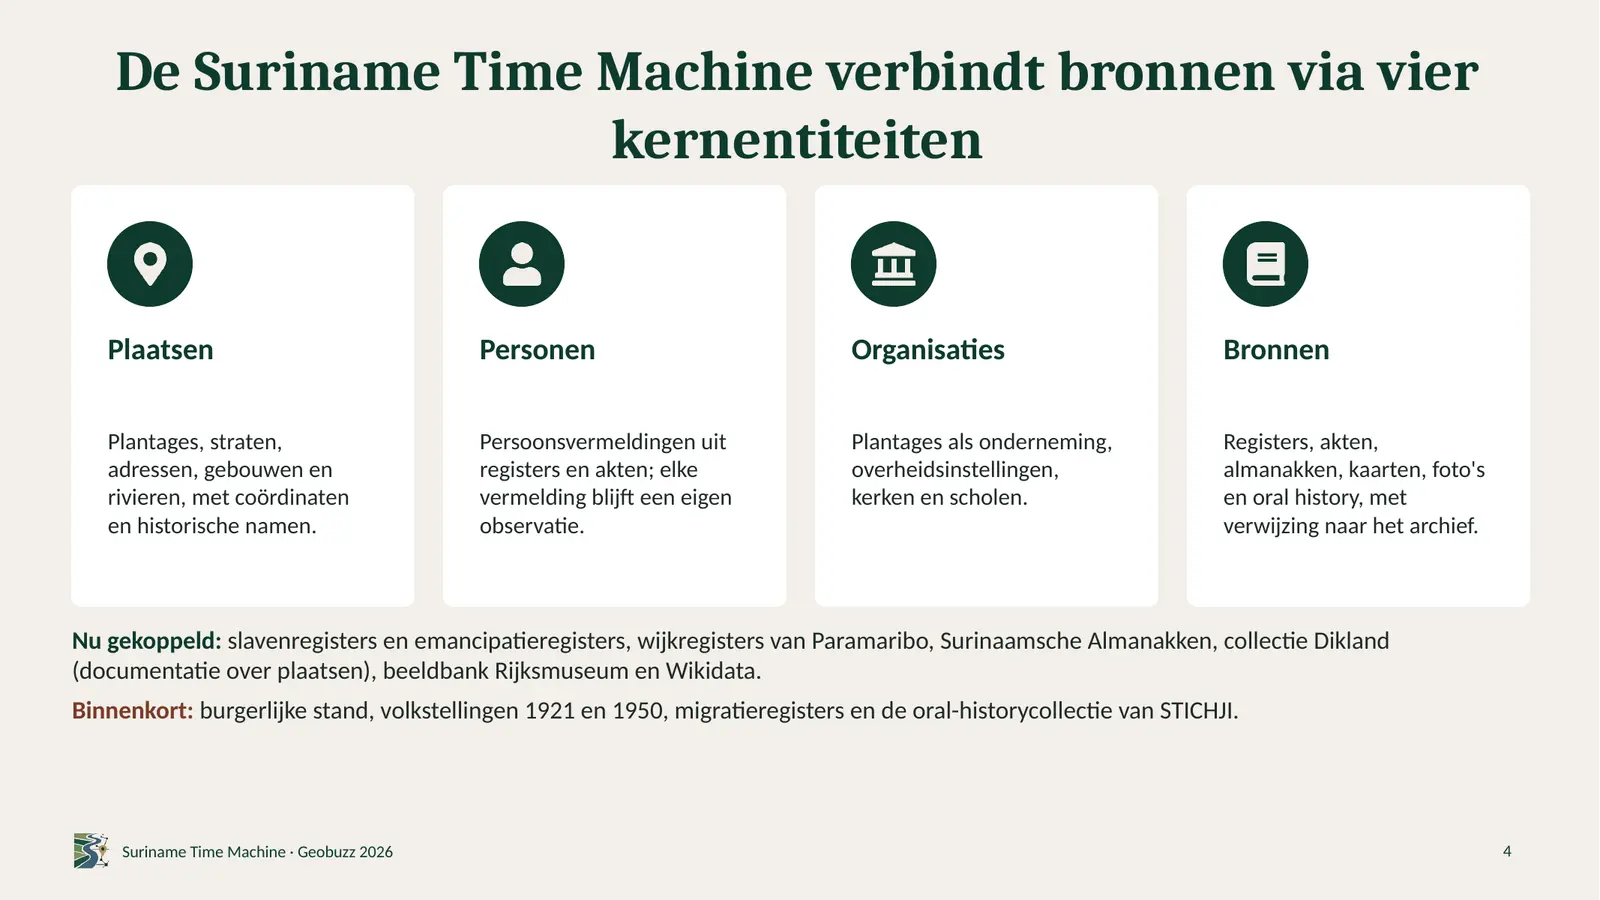 De Suriname Time Machine verbindt bronnen via vier
kernentiteiten
Plaatsen
Plantages, straten,
adressen, gebouwen en
rivieren, met coördinaten
en historische namen.
Personen
Persoonsvermeldingen uit
registers en akten; elke
vermelding blijft een eigen
observatie.
Organisaties
Plantages als onderneming,
overheidsinstellingen,
kerken en scholen.
Bronnen
Registers, akten,
almanakken, kaarten, foto's
en oral history, met
verwijzing naar het archief.
Nu gekoppeld: slavenregisters en emancipatieregisters, wijkregisters van Paramaribo, Surinaamsche Almanakken, collectie Dikland
(documentatie over plaatsen), beeldbank Rijksmuseum en Wikidata.
Binnenkort: burgerlijke stand, volkstellingen 1921 en 1950, migratieregisters en de oral-historycollectie van STICHJI.
Suriname Time Machine · Geobuzz 2026
4